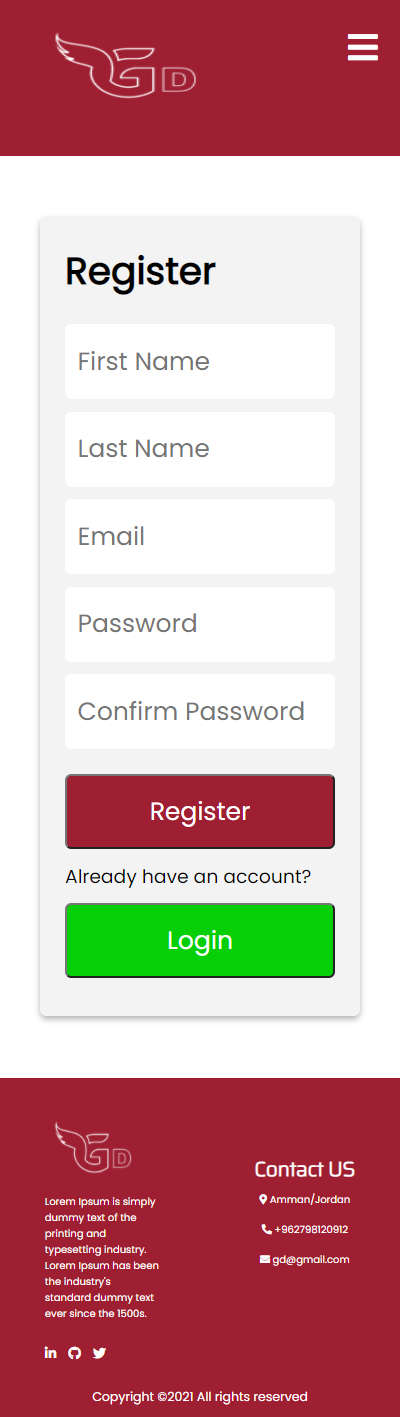 GD
Register
First Name
Last Name
Email
Password
Confirm Password
Register
Already have an account?
Login
GD
Lorem Ipsum is simply
dummy text of the
printing and
typesetting industry.
Lorem Ipsum has been
the industry's
standard dummy text
ever since the 1500s.
Contact US
Amman/Jordan
+962798120912
gd@gmail.com
in
Copyright ©2021 All rights reserved